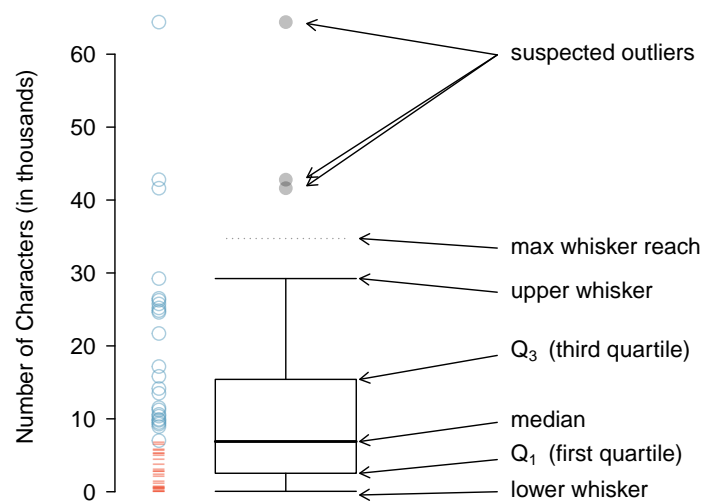 Number of Characters (in thousands)
60
50
40
30
20
10
0
suspected outliers
max whisker reach
upper whisker
Q3 (third quartile)
median
Q1 (first quartile)
lower whisker